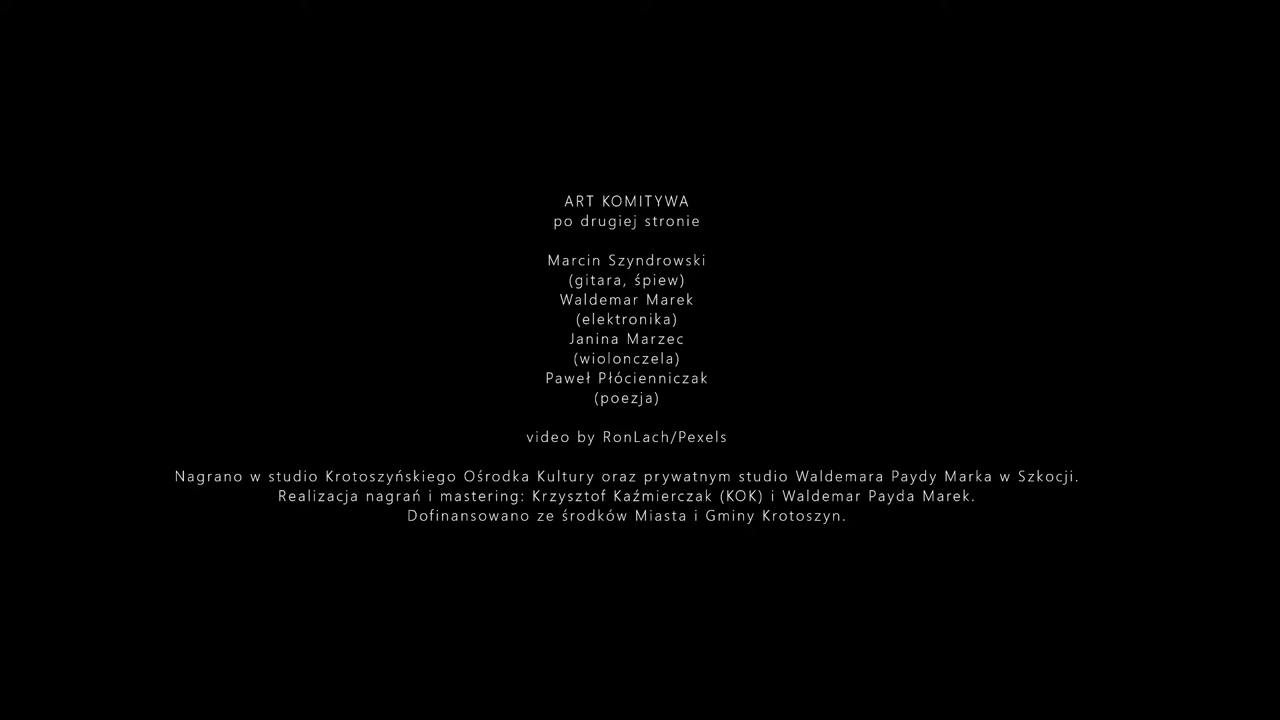 ART KOMITYWA
po drugiej stronie
Marcin Szyndrowski
(gitara, śpiew)
Waldemar Marek
(elektronika)
Janina Marzec
(wiolonczela)
Paweł Płócienniczak
(poezja)
video by RonLach/Pexels
Nagrano w studio Krotoszyńskiego Ośrodka Kultury oraz prywatnym studio Waldemara Paydy Marka w Szkocji.
Realizacja nagrań i mastering: Krzysztof Kaźmierczak (KOK) i Waldemar Payda Marek.
Dofinansowano ze środków Miasta i Gminy Krotoszyn.